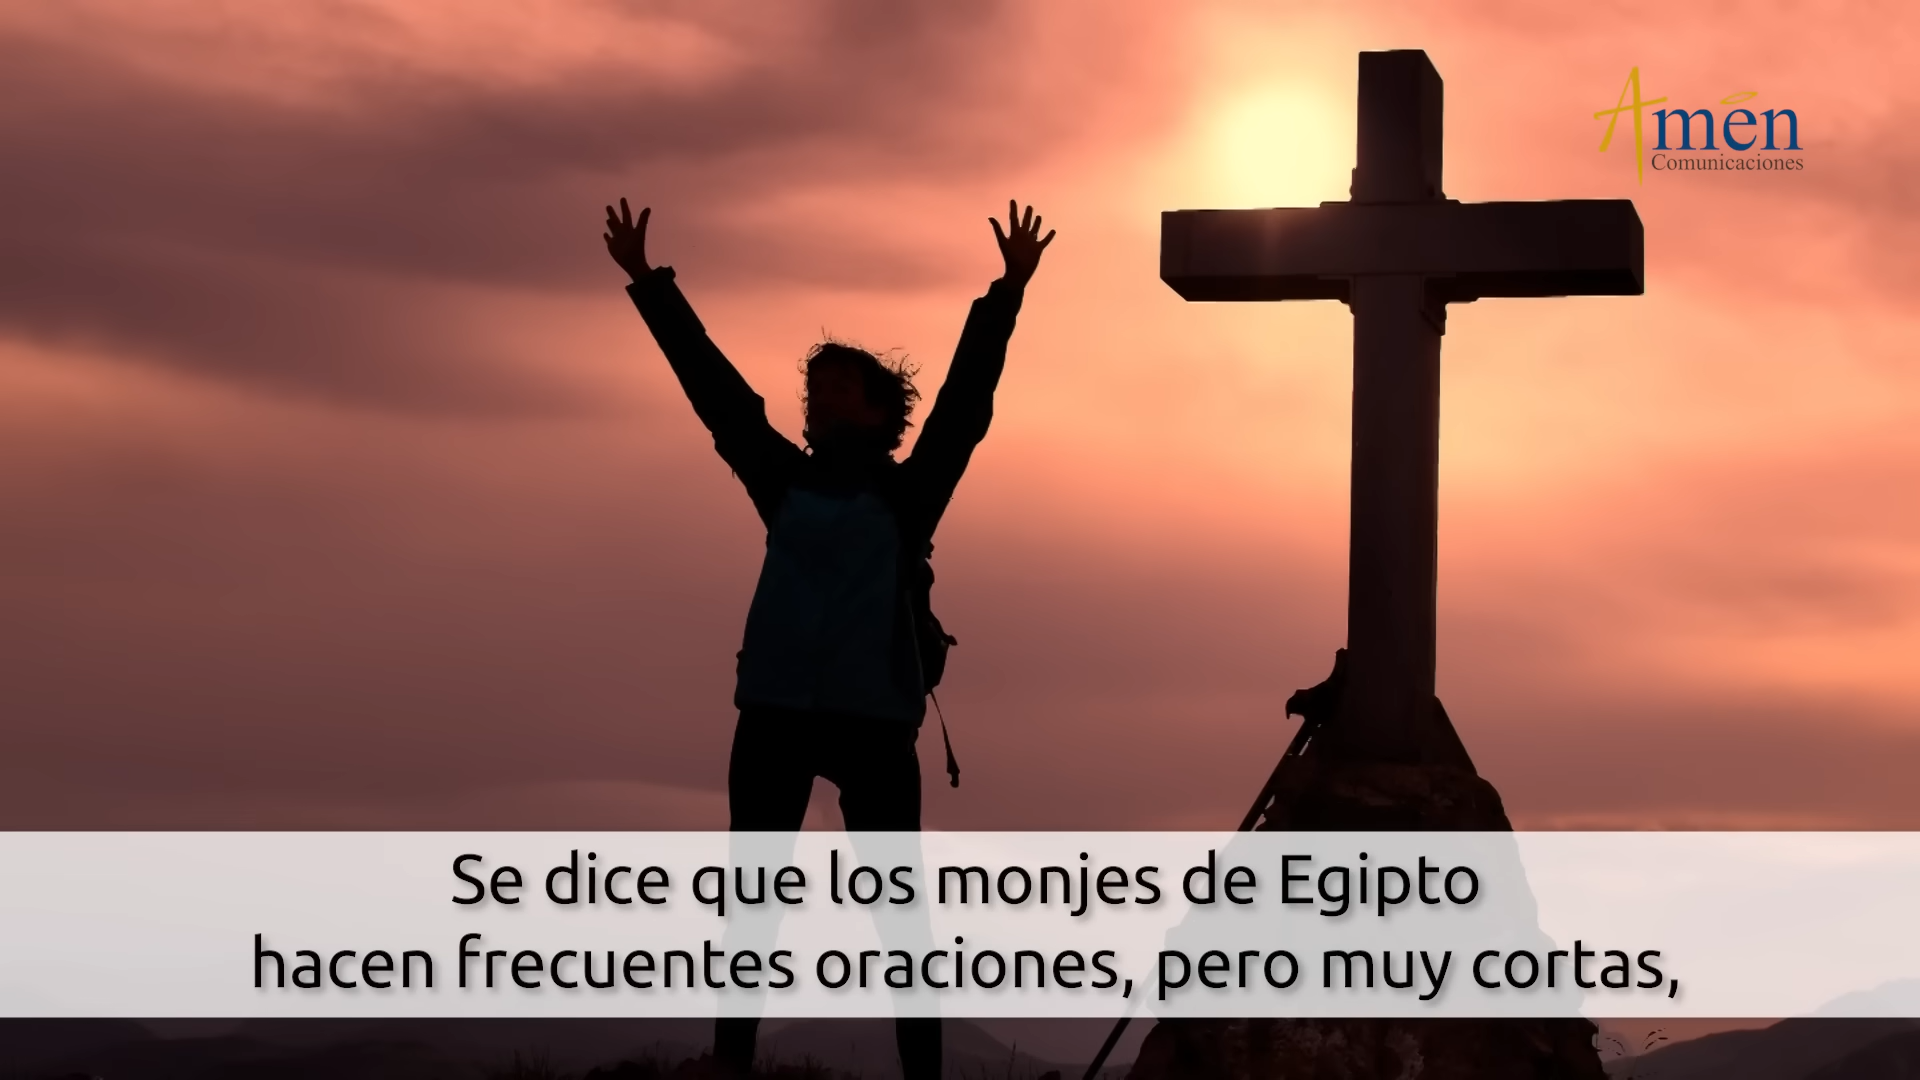 Amén
Comunicaciones
Se dice que los monjes de Egipto
hacen frecuentes oraciones, pero muy cortas,